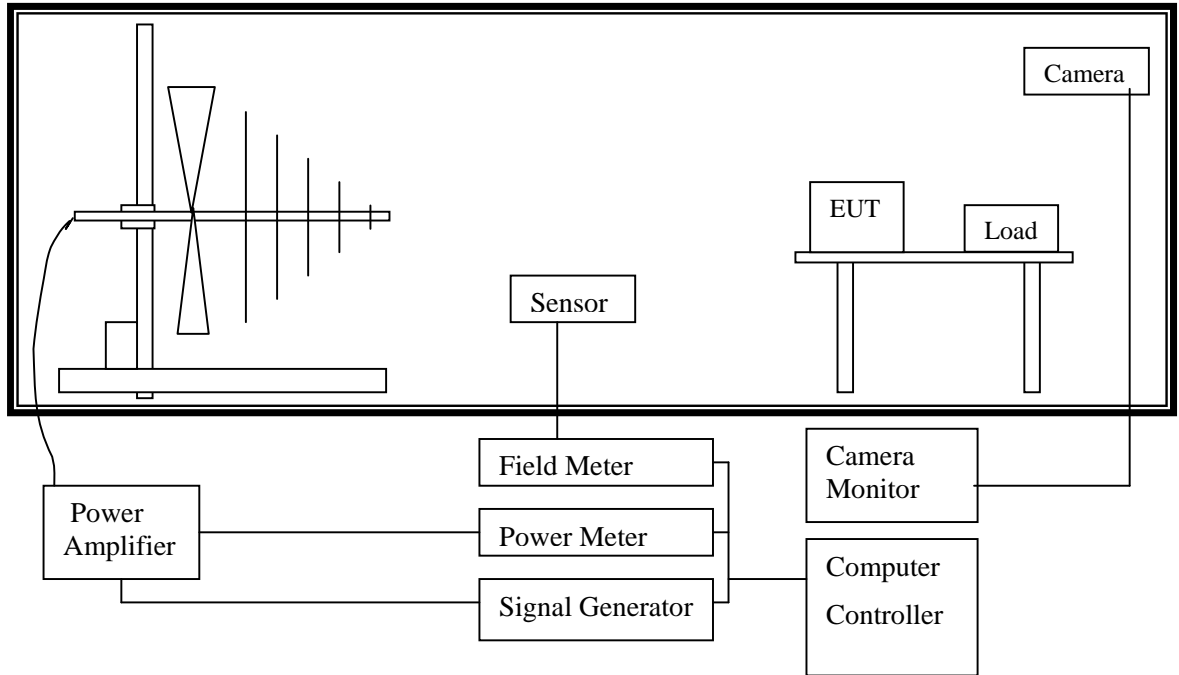 Camera
EUT
Load
Sensor
Field Meter
Camera
Monitor
Power
Amplifier
Power Meter
Signal Generator
Computer
Controller